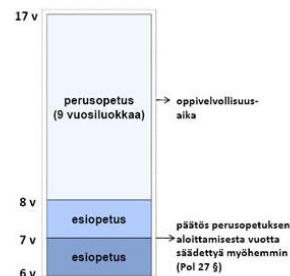 17 v
perusopetus
(9 vuosiluokkaa)
oppivelvollisuus-
aika
8 v
esiopetus
7 v
esiopetus
6 v
päätös perusopetuksen
aloittamisesta vuotta
säädettyä myöhemmin
(Pol 27 §)